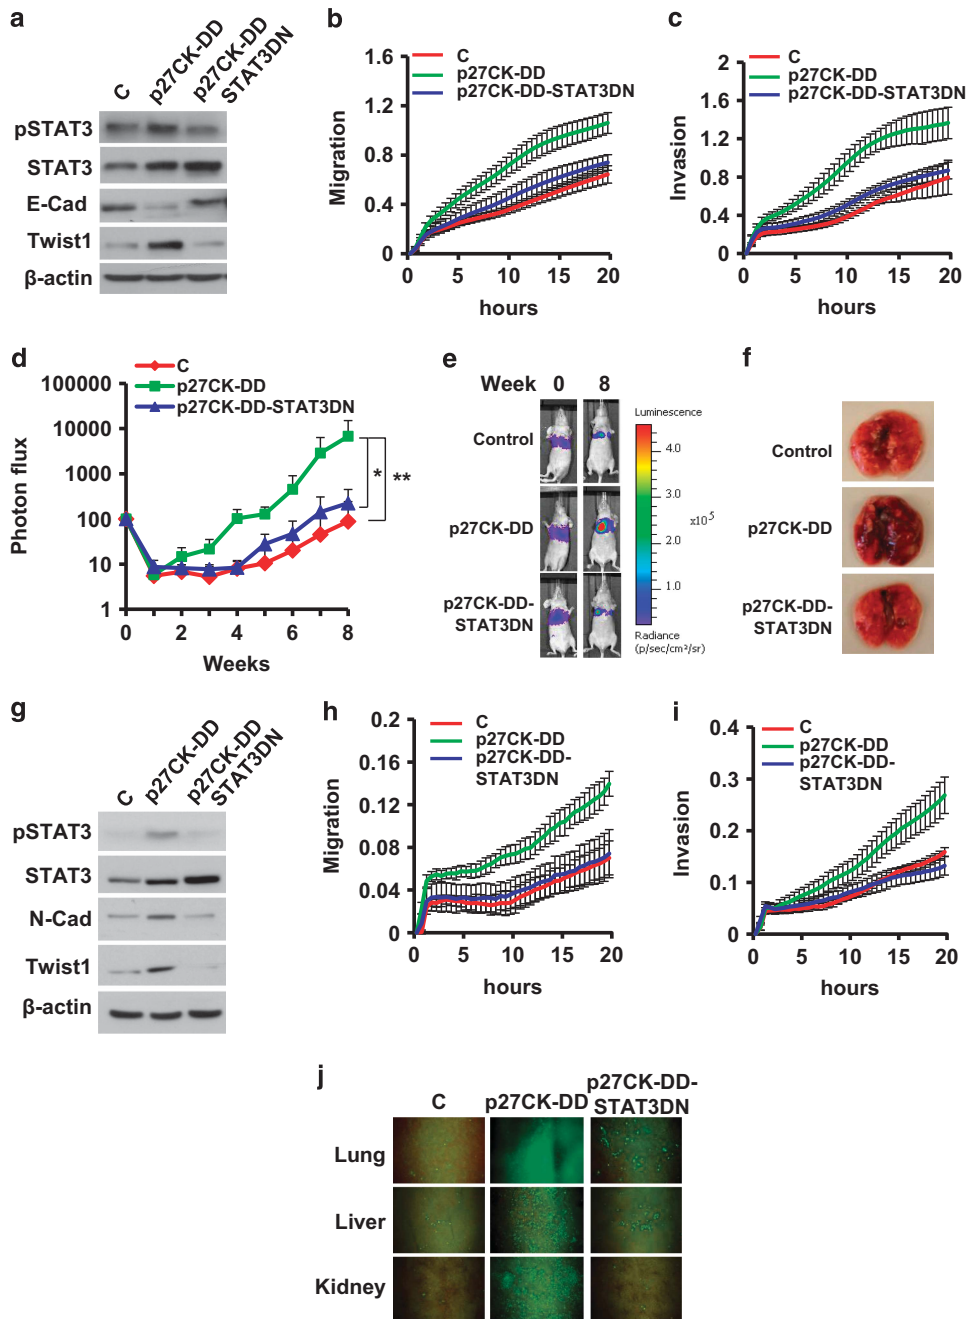 a
C
p27CK-DD
p27CK-DD
STAT3DN
pSTAT3
STAT3
E-Cad
Twist1
β-actin
b
C
p27CK-DD
p27CK-DD-STAT3DN
Migration
1.6
1.2
0.8
0.4
0
0 5 10 15 20
hours
c
C
p27CK-DD
p27CK-DD-STAT3DN
Invasion
2
1.6
1.2
0.8
0.4
0
0 5 10 15 20
hours
d
C
p27CK-DD
p27CK-DD-STAT3DN
Photon flux
100000
10000
1000
100
10
1
* **
0 2 4 6 8
Weeks
e
Week 0 8
Control
p27CK-DD
p27CK-DD-
STAT3DN
Luminescence
4.0
3.0
2.0
1.0
x10⁵
Radiance
(p/sec/cm²/sr)
f
Control
p27CK-DD
p27CK-DD-
STAT3DN
g
C
p27CK-DD
p27CK-DD
STAT3DN
pSTAT3
STAT3
N-Cad
Twist1
β-actin
h
C
p27CK-DD
p27CK-DD-
STAT3DN
Migration
0.2
0.16
0.12
0.08
0.04
0
0 5 10 15 20
hours
i
C
p27CK-DD
p27CK-DD-
STAT3DN
Invasion
0.4
0.3
0.2
0.1
0
0 5 10 15 20
hours
j
C
p27CK-DD
p27CK-DD-
STAT3DN
Lung
Liver
Kidney